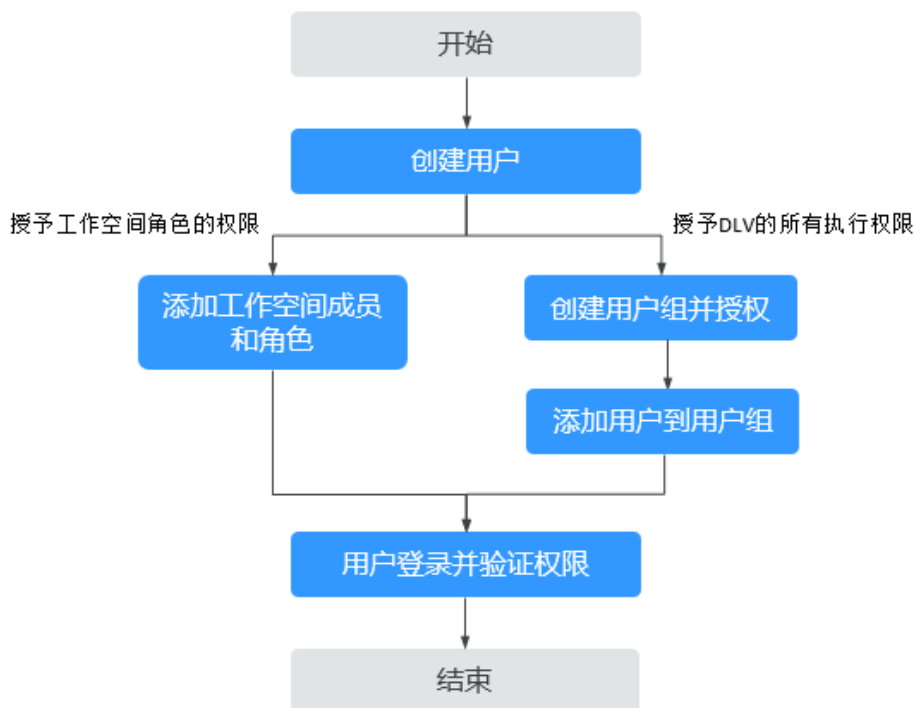 开始
创建用户
授予工作空间角色的权限
授予DLV的所有执行权限
添加工作空间成员
和角色
创建用户组并授权
添加用户到用户组
用户登录并验证权限
结束